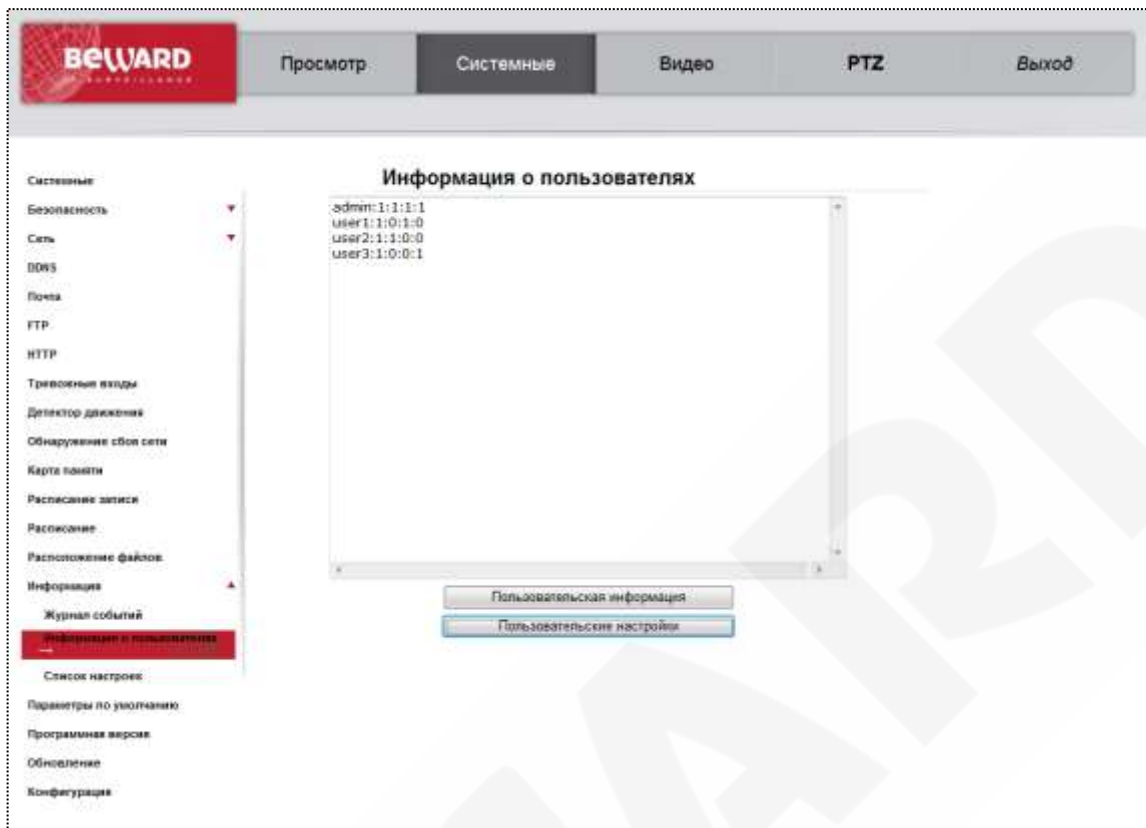 BEWARD
Просмотр
Системные
Видео
PTZ
Выход
Системные
Безопасность
Сеть
DDNS
Почта
FTP
HTTP
Тревожные входы
Детектор движения
Обнаружение сбоя сети
Карта памяти
Расписание записи
Расписание
Расположение файлов
Информация
Журнал событий
Информация о пользователях
Список настроек
Параметры по умолчанию
Программная версия
Обновление
Конфигурация
Информация о пользователях
admin:1:1:1:1
user1:1:0:1:0
user2:1:1:0:0
user3:1:0:0:1
Пользовательская информация
Пользовательские настройки